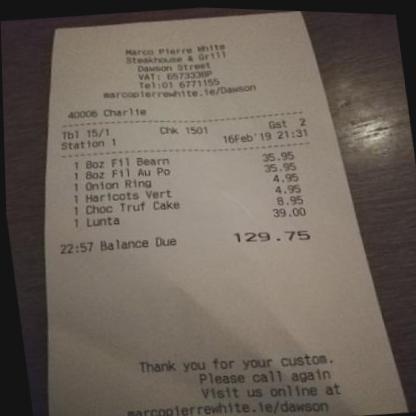 Marco Pierre White
Steakhouse & Grill
Dawson Street
VAT: 6573338P
Tel:01 6771155
marcopierrewhite.ie/Dawson
40006 Charlie
Tbl 15/1 Chk 1501 Gst 2
Station 1 16Feb'19 21:31
1 8oz Fil Bearn 35.95
1 8oz Fil Au Po 35.95
1 Onion Ring 4.95
1 Haricots Vert 4.95
1 Choc Truf Cake 8.95
1 Lunta 39.00
22:57 Balance Due 129.75
Thank you for your custom.
Please call again
Visit us online at
marcopierrewhite.ie/dawson